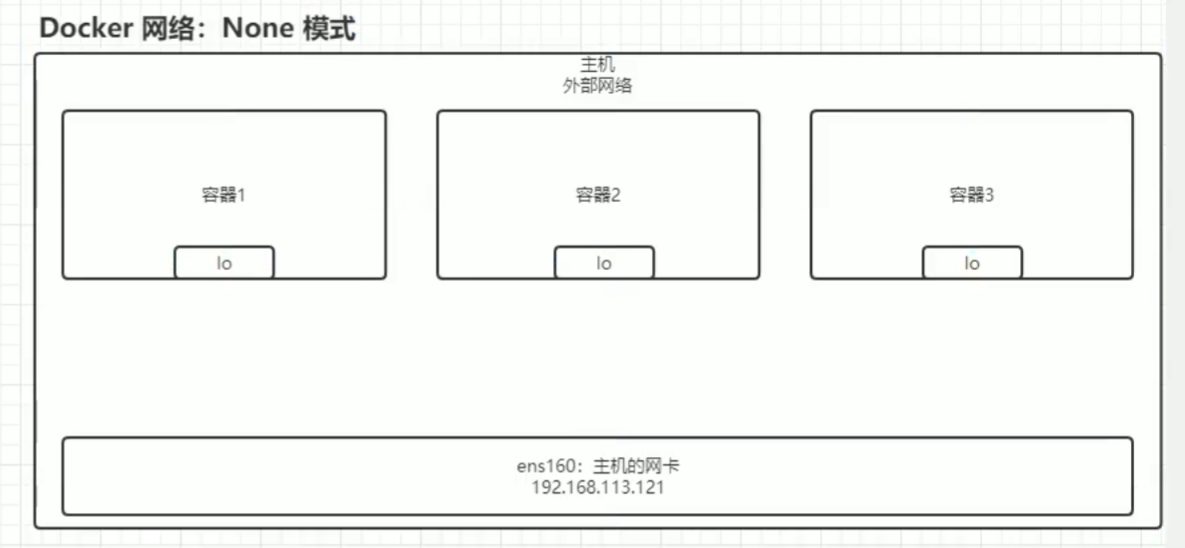 Docker 网络：None 模式
主机
外部网络
容器1
容器2
容器3
lo
lo
lo
ens160：主机的网卡
192.168.113.121